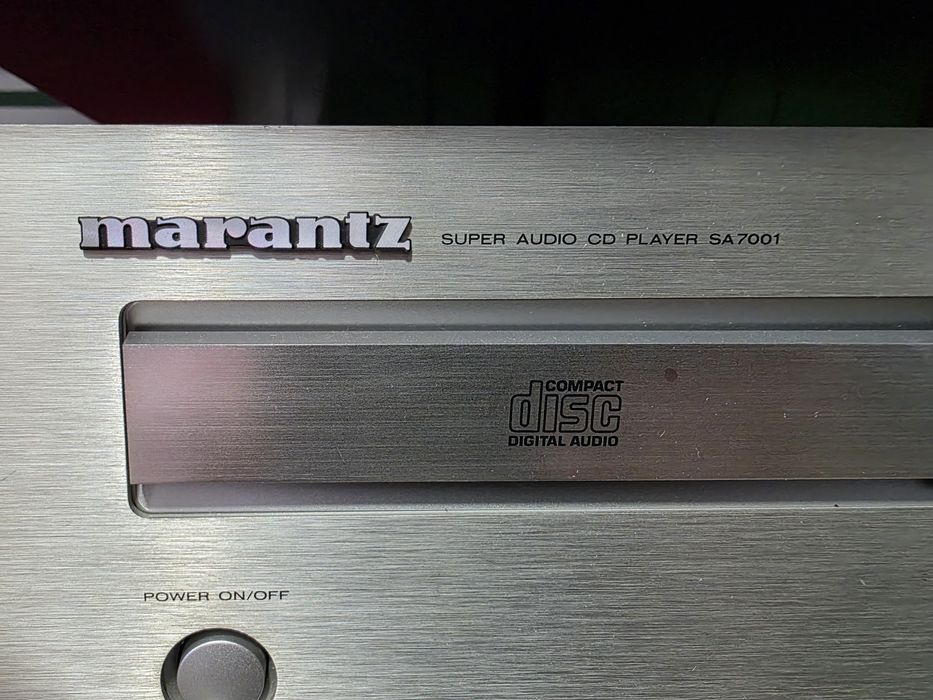 marantz SUPER AUDIO CD PLAYER SA7001
COMPACT
disc
DIGITAL AUDIO
POWER ON/OFF